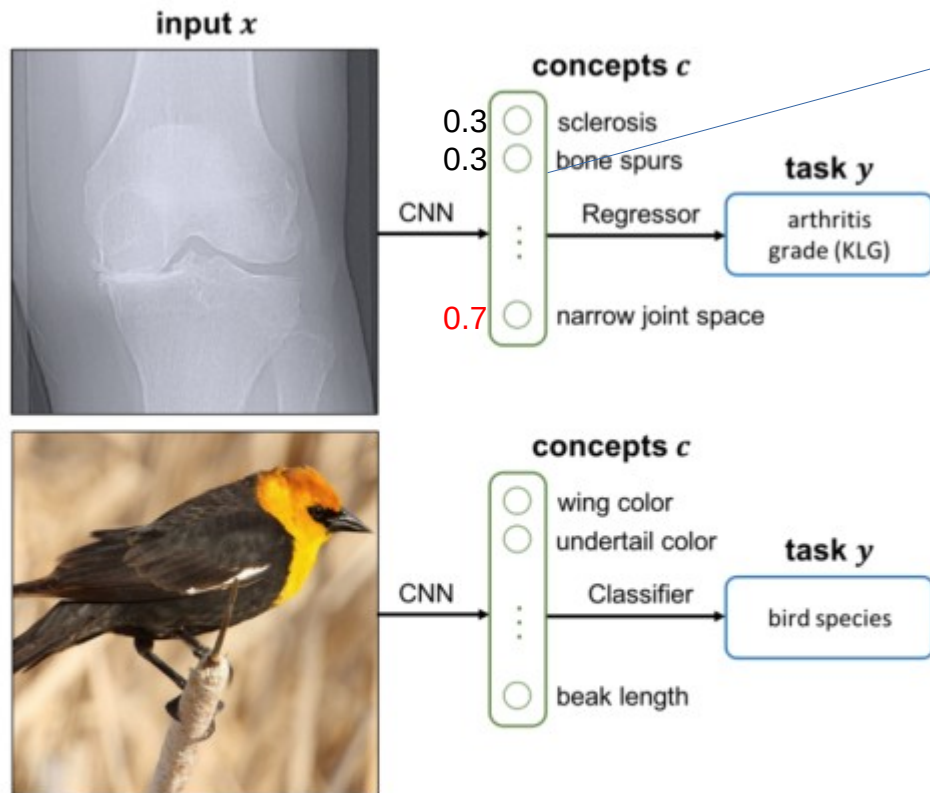 input x
concepts c
0.3 sclerosis
0.3 bone spurs
task y
CNN
Regressor
arthritis
grade (KLG)
0.7 narrow joint space
concepts c
wing color
undertail color
task y
CNN
Classifier
bird species
beak length